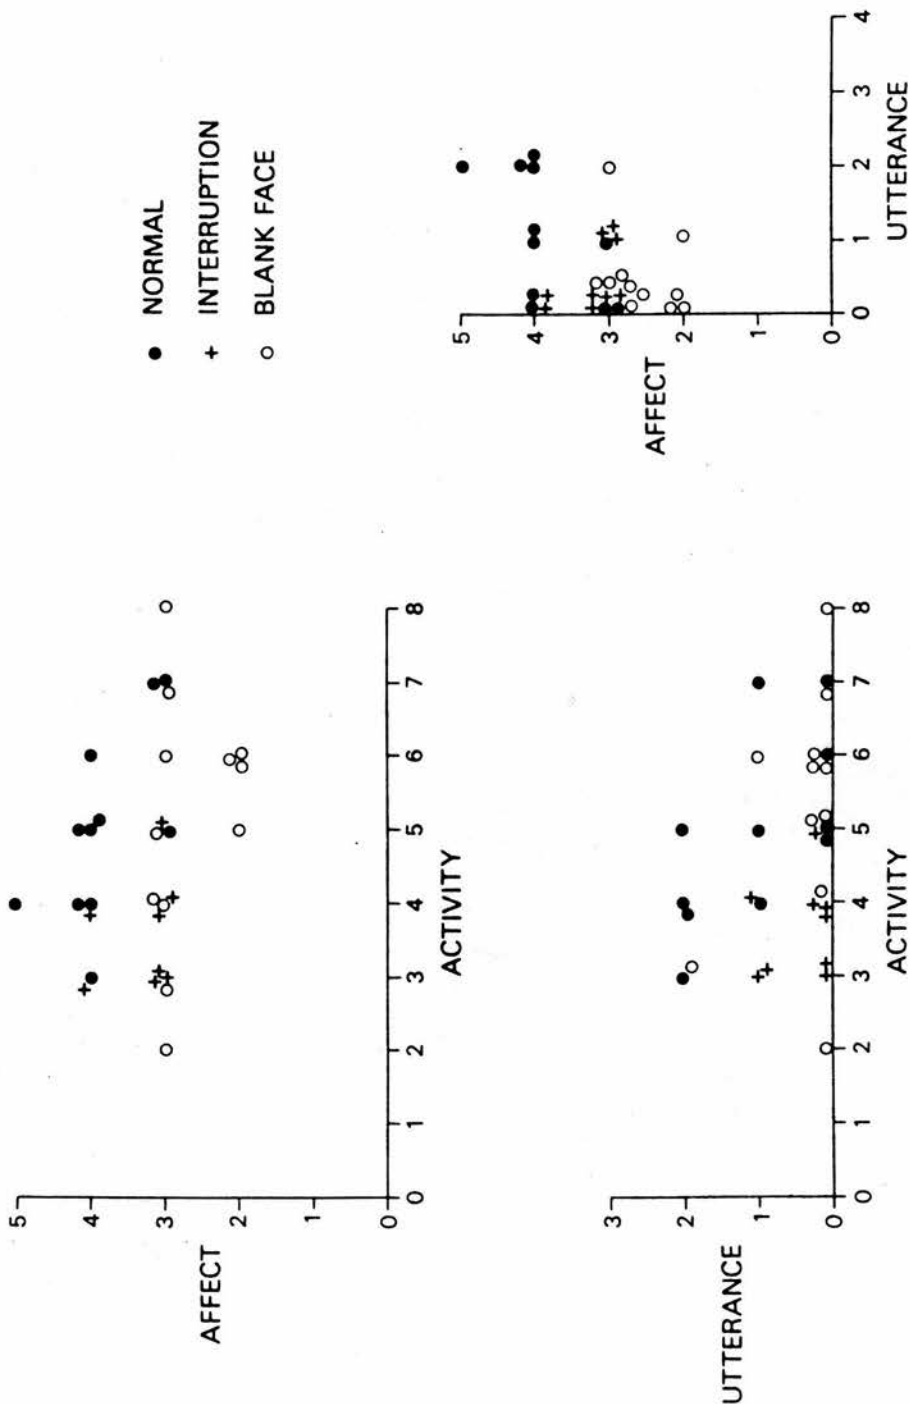 ● NORMAL
+ INTERRUPTION
○ BLANK FACE
5
4
3
2
1
0
AFFECT
0 1 2 3 4 5 6 7 8
ACTIVITY
3
2
1
0
UTTERANCE
0 1 2 3 4 5 6 7 8
ACTIVITY
5
4
3
2
1
0
AFFECT
0 1 2 3 4
UTTERANCE